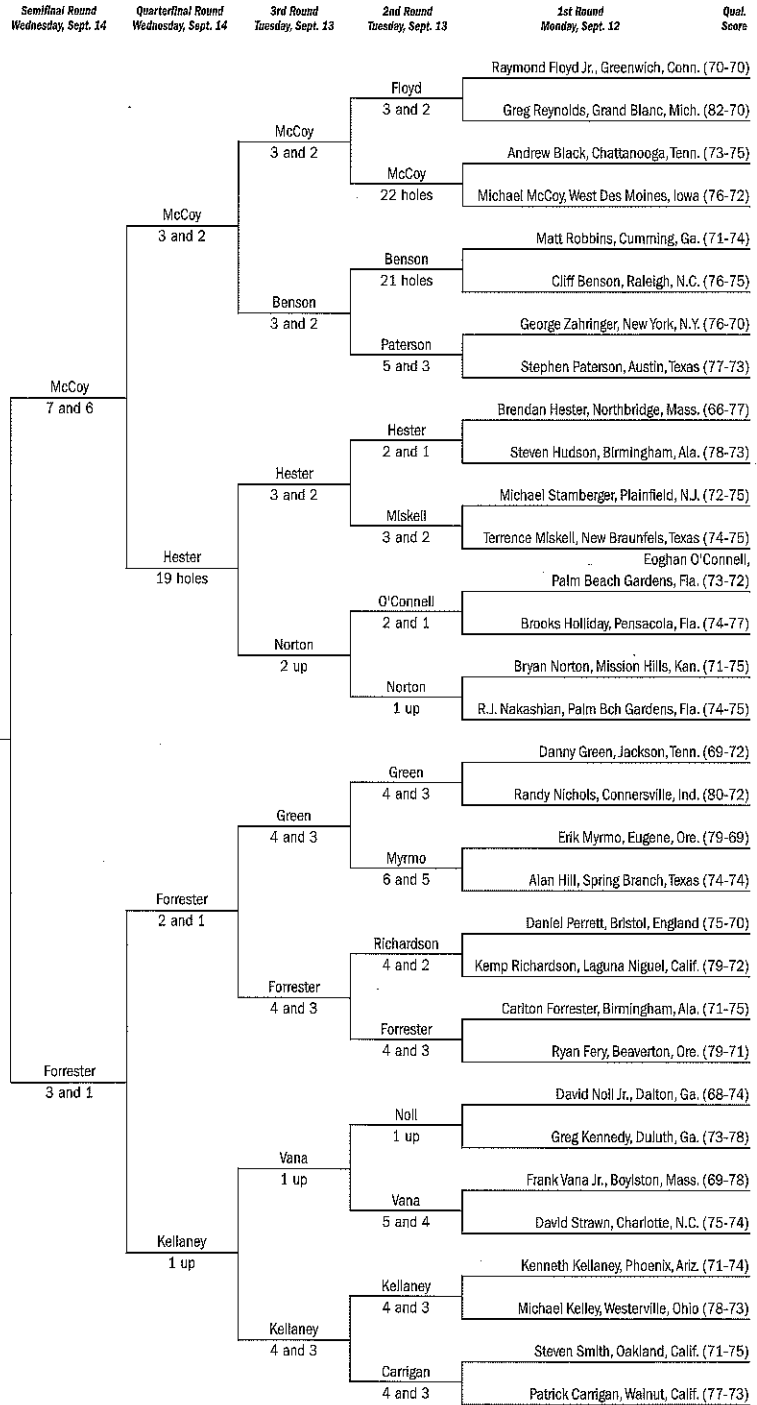 Semifinal Round
Wednesday, Sept. 14
Quarterfinal Round
Wednesday, Sept. 14
3rd Round
Tuesday, Sept. 13
2nd Round
Tuesday, Sept. 13
1st Round
Monday, Sept. 12
Qual.
Score
Raymond Floyd Jr., Greenwich, Conn. (70-70)
Floyd
3 and 2
Greg Reynolds, Grand Blanc, Mich. (82-70)
McCoy
3 and 2
Andrew Black, Chattanooga, Tenn. (73-75)
McCoy
22 holes
Michael McCoy, West Des Moines, Iowa (76-72)
McCoy
3 and 2
Matt Robbins, Cumming, Ga. (71-74)
Benson
21 holes
Cliff Benson, Raleigh, N.C. (76-75)
Benson
3 and 2
George Zahringer, New York, N.Y. (76-70)
Paterson
5 and 3
Stephen Paterson, Austin, Texas (77-73)
McCoy
7 and 6
Brendan Hester, Northbridge, Mass. (66-77)
Hester
2 and 1
Steven Hudson, Birmingham, Ala. (78-73)
Hester
3 and 2
Michael Stamberger, Plainfield, N.J. (72-75)
Miskell
3 and 2
Terrence Miskell, New Braunfels, Texas (74-75)
Hester
19 holes
Eoghan O'Connell,
Palm Beach Gardens, Fla. (73-72)
O'Connell
2 and 1
Brooks Holliday, Pensacola, Fla. (74-77)
Norton
2 up
Bryan Norton, Mission Hills, Kan. (71-75)
Norton
1 up
R.J. Nakashian, Palm Bch Gardens, Fla. (74-75)
Danny Green, Jackson, Tenn. (69-72)
Green
4 and 3
Randy Nichols, Connersville, Ind. (80-72)
Green
4 and 3
Erik Myrmo, Eugene, Ore. (79-69)
Myrmo
6 and 5
Alan Hill, Spring Branch, Texas (74-74)
Forrester
2 and 1
Daniel Perrett, Bristol, England (75-70)
Richardson
4 and 2
Kemp Richardson, Laguna Niguel, Calif. (79-72)
Forrester
4 and 3
Carlton Forrester, Birmingham, Ala. (71-75)
Forrester
4 and 3
Ryan Fery, Beaverton, Ore. (79-71)
Forrester
3 and 1
David Noll Jr., Dalton, Ga. (68-74)
Noll
1 up
Greg Kennedy, Duluth, Ga. (73-78)
Vana
1 up
Frank Vana Jr., Boylston, Mass. (69-78)
Vana
5 and 4
David Strawn, Charlotte, N.C. (75-74)
Kellaney
1 up
Kenneth Kellaney, Phoenix, Ariz. (71-74)
Kellaney
4 and 3
Michael Kelley, Westerville, Ohio (78-73)
Kellaney
4 and 3
Steven Smith, Oakland, Calif. (71-75)
Carrigan
4 and 3
Patrick Carrigan, Walnut, Calif. (77-73)